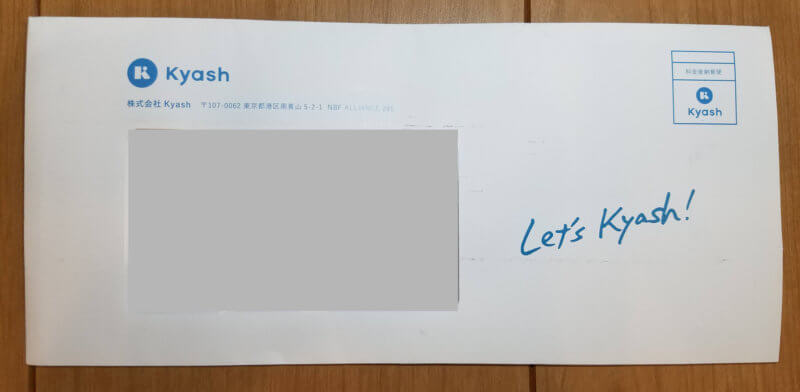 Kyash
株式会社 Kyash 〒107-0062 東京都港区南青山 5-2-1 NBF ALLIANCE 201
料金後納郵便
Kyash
Let's Kyash!